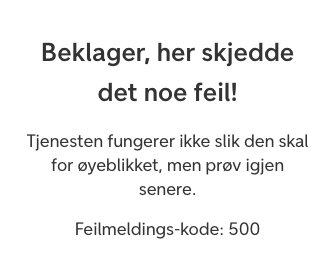 Beklager, her skjedde
det noe feil!
Tjenesten fungerer ikke slik den skal
for øyeblikket, men prøv igjen
senere.
Feilmeldings-kode: 500